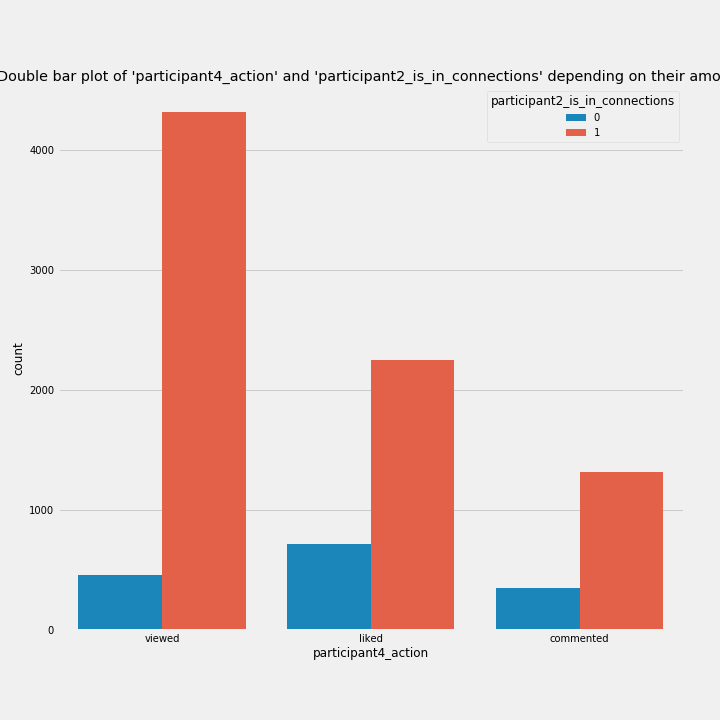 Double bar plot of 'participant4_action' and 'participant2_is_in_connections' depending on their amo
participant2_is_in_connections
0
1
4000
3000
2000
1000
0
count
viewed liked commented
participant4_action